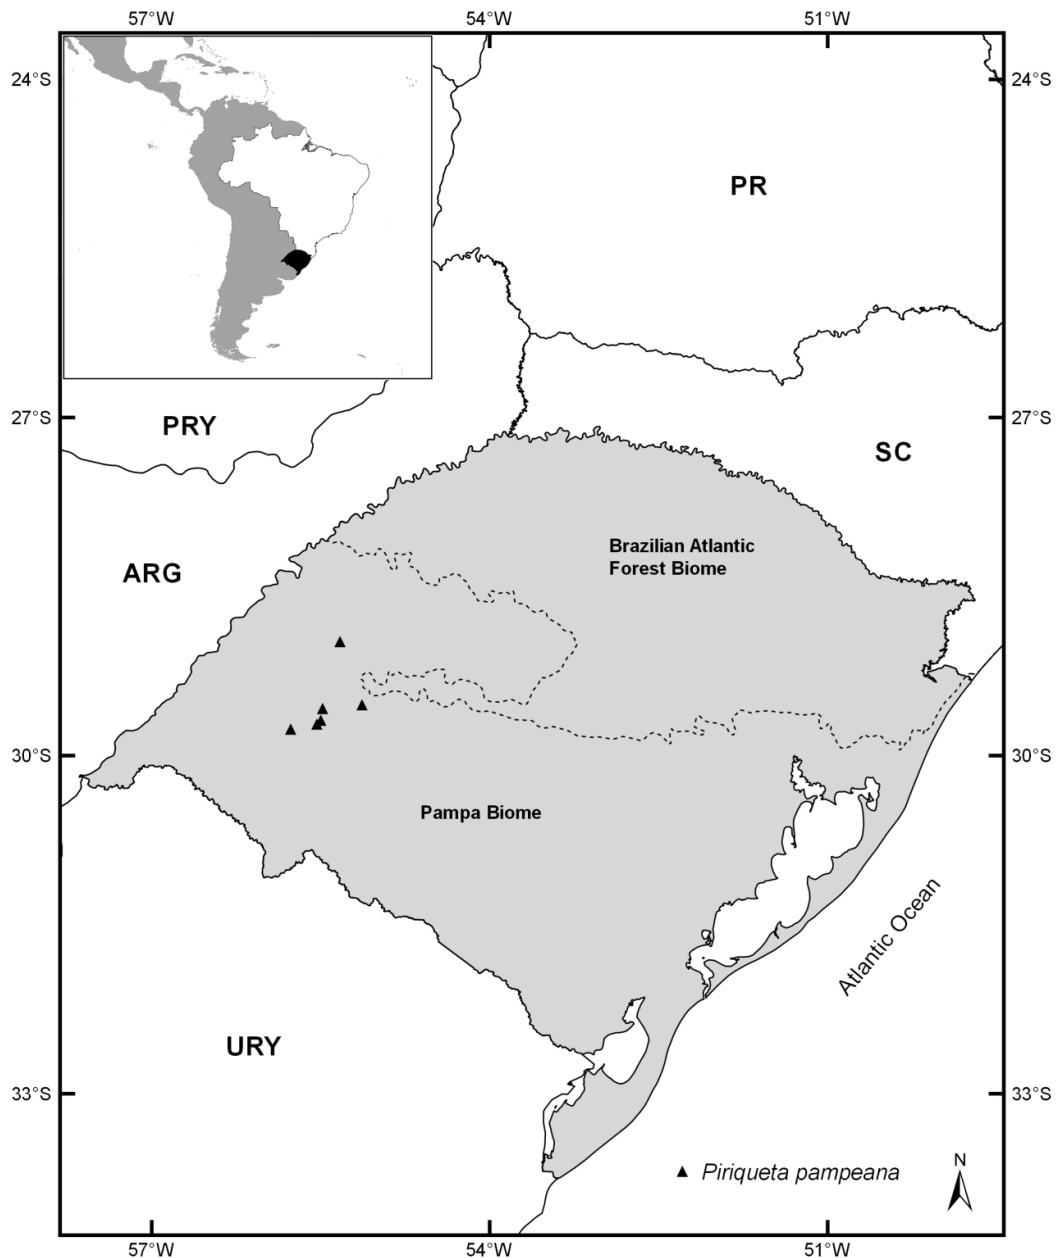 57°W 54°W 51°W
24°S 24°S
PR
27°S 27°S
PRY
SC
ARG
Brazilian Atlantic
Forest Biome
30°S 30°S
Pampa Biome
Atlantic Ocean
URY
33°S 33°S
N
Piriqueta pampeana
57°W 54°W 51°W